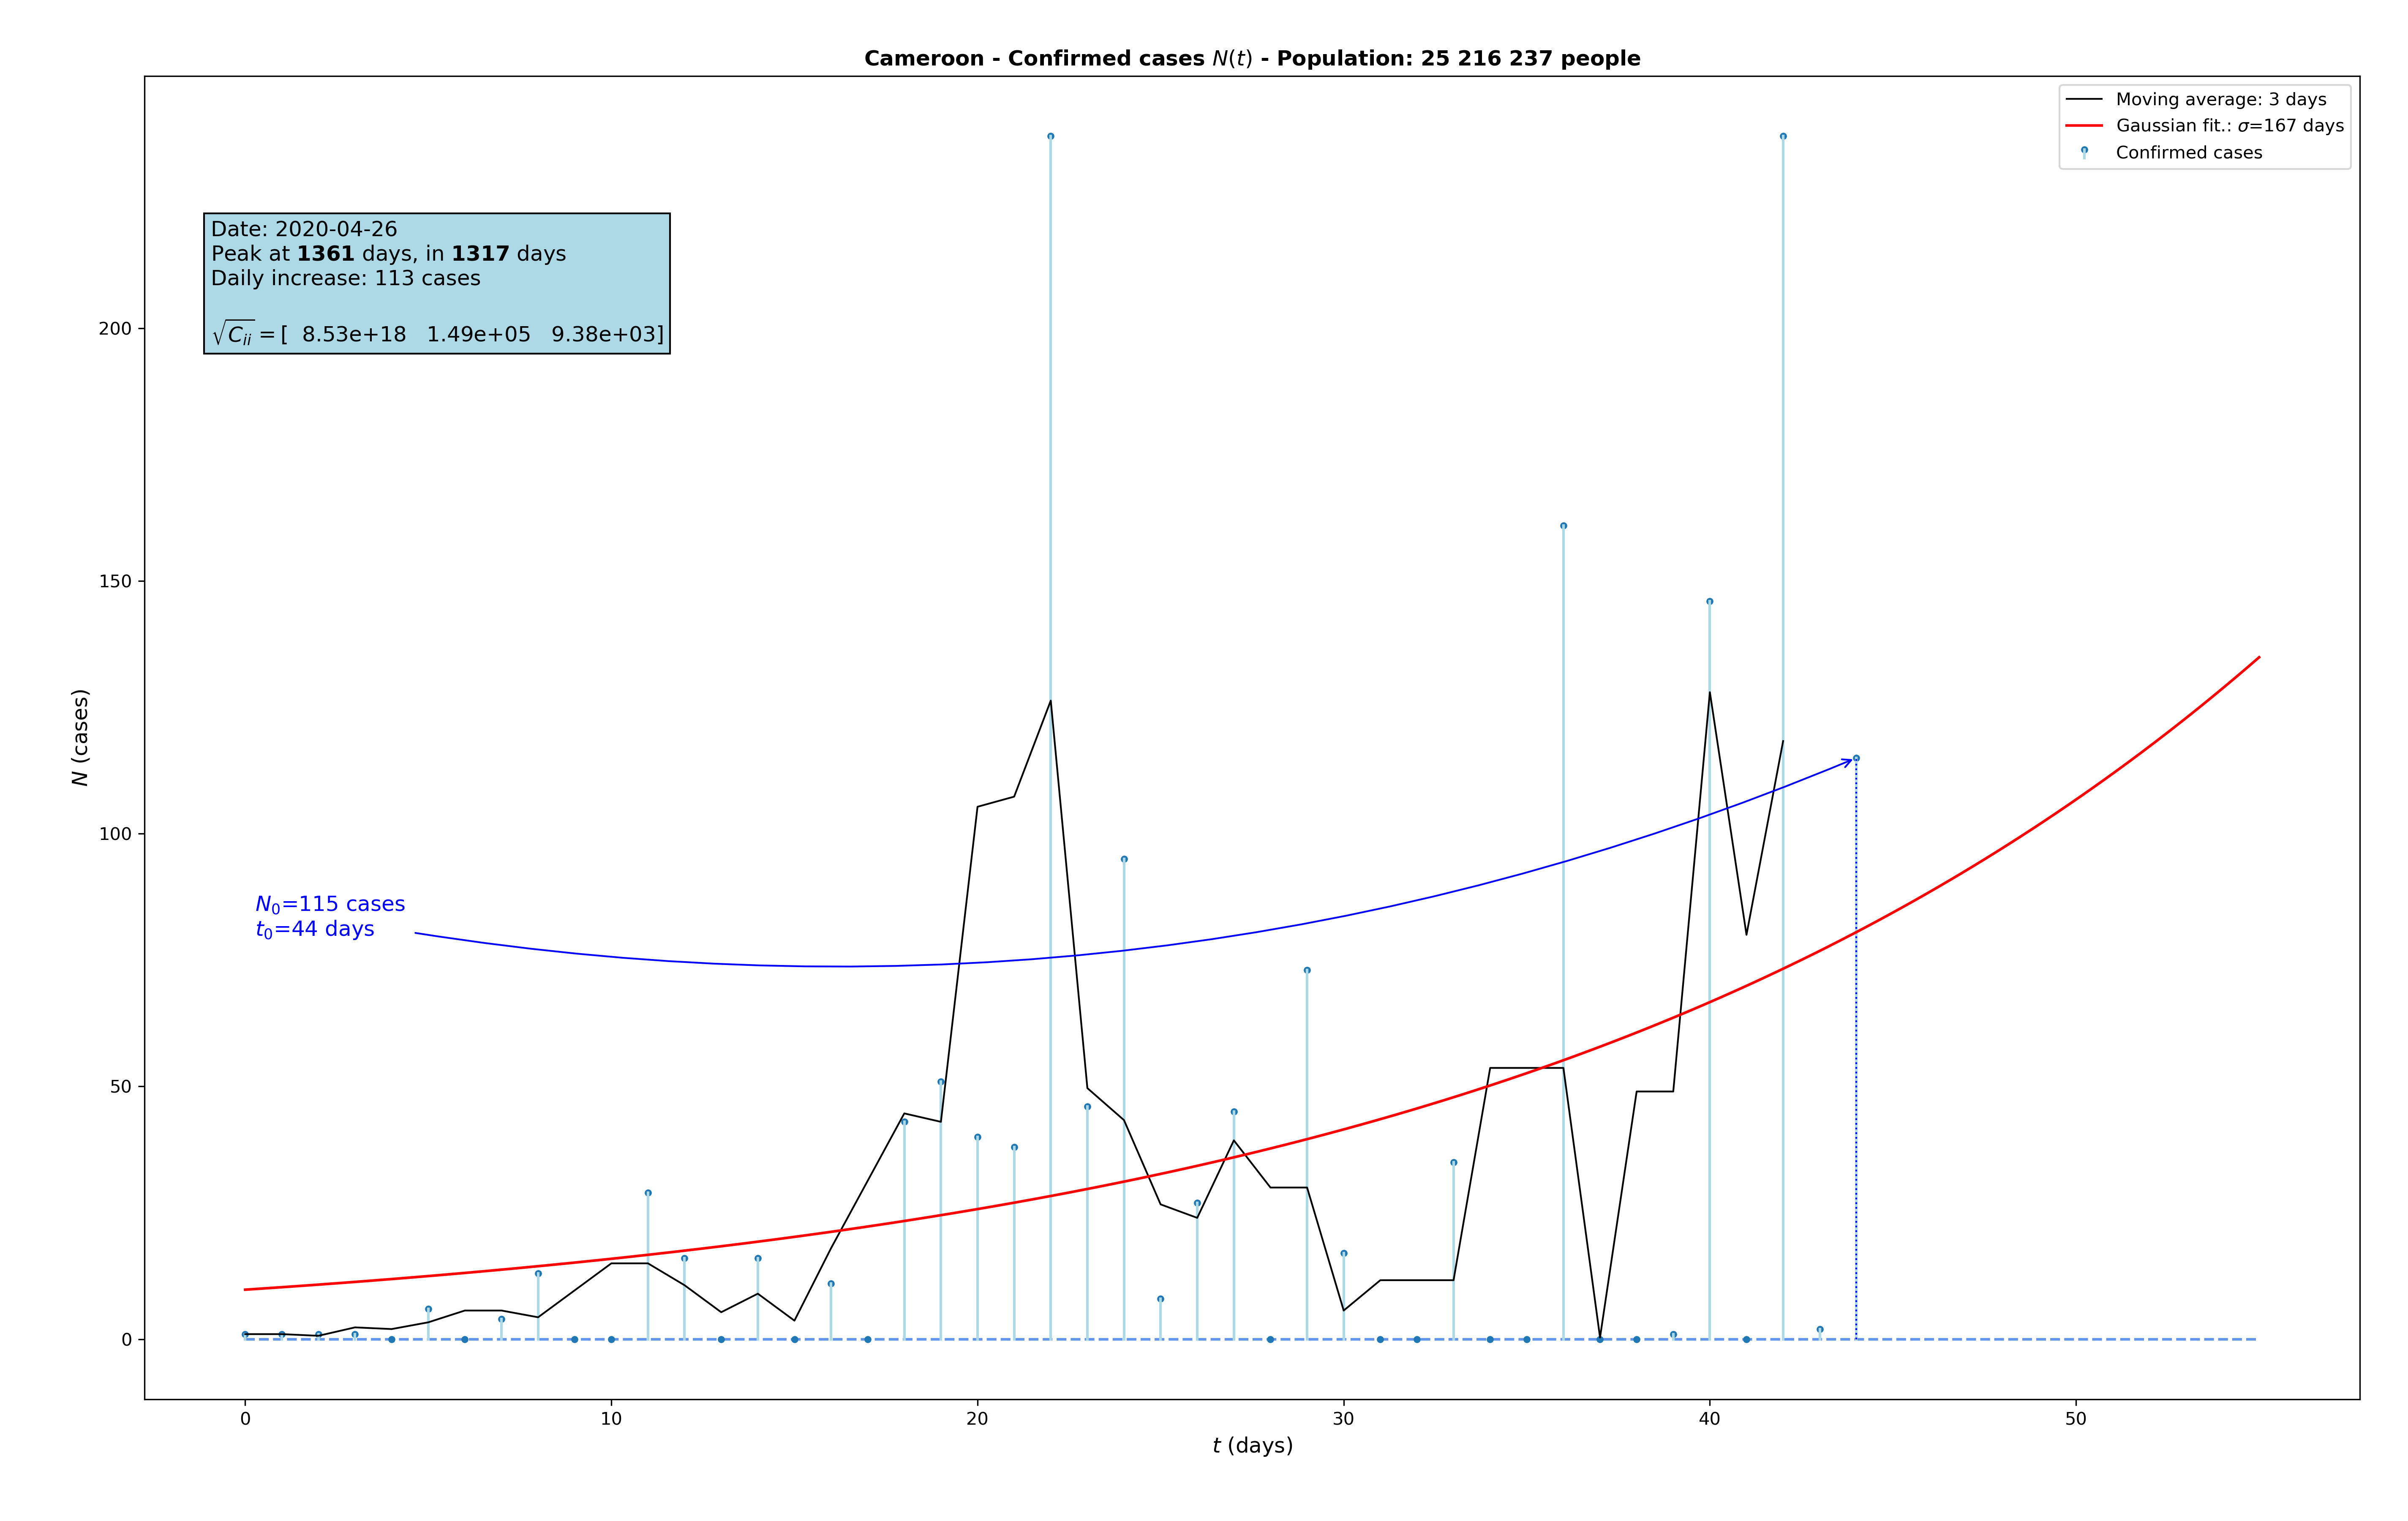 Cameroon - Confirmed cases N(t) - Population: 25 216 237 people
Moving average: 3 days
Gaussian fit.: σ=167 days
Confirmed cases
Date: 2020-04-26
Peak at 1361 days, in 1317 days
Daily increase: 113 cases
√Cᵢᵢ = [ 8.53e+18 1.49e+05 9.38e+03]
N₀=115 cases
t₀=44 days
N (cases)
200
150
100
50
0
0 10 20 30 40 50
t (days)